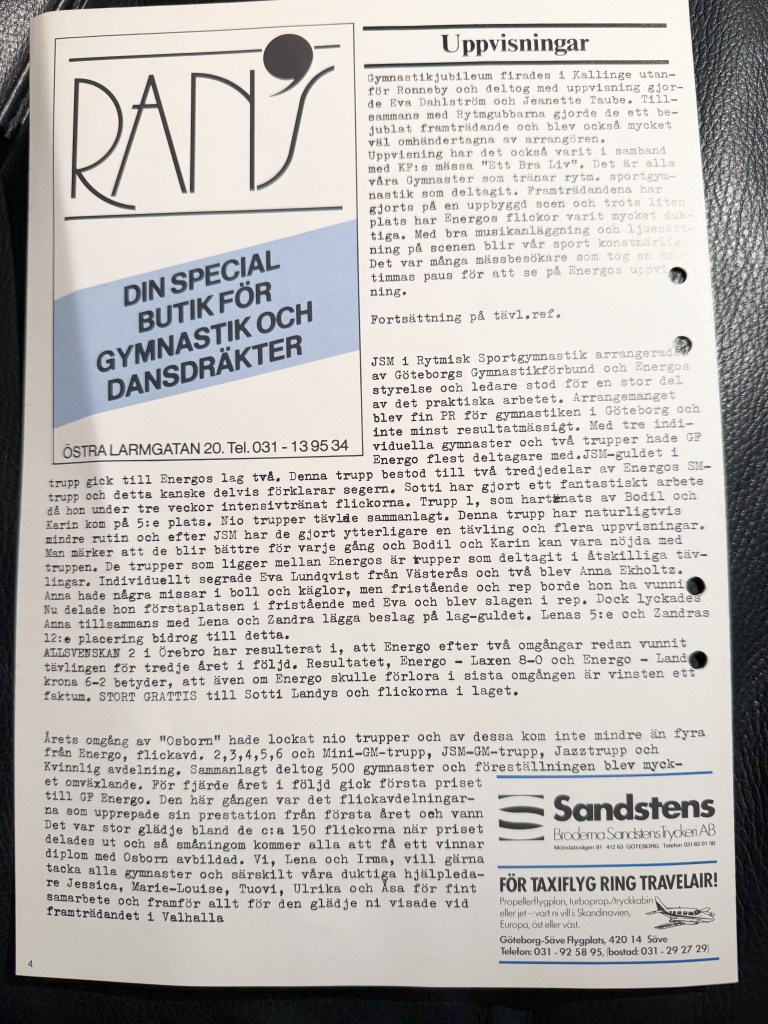 RAN'S
DIN SPECIAL
BUTIK FÖR
GYMNASTIK OCH
DANSDRÄKTER
ÖSTRA LARMGATAN 20. Tel. 031 - 13 95 34
Uppvisningar
Gymnastikjubileum firades i Kallinge utan-
för Ronneby och deltog med uppvisning gjor-
de Eva Dahlström och Jeanette Taube. Till-
sammans med Rytmgubbarna gjorde de ett be-
jublat framträdande och blev också mycket
väl omhändertagna av arrangören.
Uppvisning har det också varit i samband
med KF:s mässa "Ett Bra Liv". Det är alla
våra Gymnaster som tränar rytm. sportgym-
nastik som deltagit. Framträdandena har
gjorts på en uppbyggd scen och trots liten
plats har Energos flickor varit mycket duk-
tiga. Med bra musikanläggning och ljussätt-
ning på scenen blir vår sport konstnärlig.
Det var många mässbesökare som tog en
timmas paus för att se på Energos uppvis-
ning.
Fortsättning på tävl.ref.
JSM i Rytmisk Sportgymnastik arrangerades
av Göteborgs Gymnastikförbund och Energos
styrelse och ledare stod för en stor del
av det praktiska arbetet. Arrangemanget
blev fin PR för gymnastiken i Göteborg och
inte minst resultatmässigt. Med tre indi-
viduella gymnaster och två trupper hade GF
Energo flest deltagare med.JSM-guldet i
trupp gick till Energos lag två. Denna trupp bestod till två tredjedelar av Energos SM-
trupp och detta kanske delvis förklarar segern. Sotti har gjort ett fantastiskt arbete
då hon under tre veckor intensivtränat flickorna. Trupp 1, som har tränats av Bodil och
Karin kom på 5:e plats. Nio trupper tävlade sammanlagt. Denna trupp har naturligtvis
mindre rutin och efter JSM har de gjort ytterligare en tävling och flera uppvisningar.
Man märker att de blir bättre för varje gång och Bodil och Karin kan vara nöjda med
truppen. De trupper som ligger mellan Energos är trupper som deltagit i åtskilliga täv-
lingar. Individuellt segrade Eva Lundqvist från Västerås och två blev Anna Ekholtz.
Anna hade några missar i boll och käglor, men fristående och rep borde hon ha vunnit.
Nu delade hon förstaplatsen i fristående med Eva och blev slagen i rep. Dock lyckades
Anna tillsammans med Lena och Zandra lägga beslag på lag-guldet. Lenas 5:e och Zandras
12:e placering bidrog till detta.
ALLSVENSKAN 2 i Örebro har resulterat i, att Energo efter två omgångar redan vunnit
tävlingen för tredje året i följd. Resultatet, Energo - Laxen 8-0 och Energo - Lands
krona 6-2 betyder, att även om Energo skulle förlora i sista omgången är vinsten ett
faktum. STORT GRATTIS till Sotti Landys och flickorna i laget.
Årets omgång av "Osborn" hade lockat nio trupper och av dessa kom inte mindre än fyra
från Energo, flickavd. 2,3,4,5,6 och Mini-GM-trupp, JSM-GM-trupp, Jazztrupp och
Kvinnlig avdelning. Sammanlagt deltog 500 gymnaster och föreställningen blev myck-
et omväxlande. För fjärde året i följd gick första priset
till GF Energo. Den här gången var det flickavdelningar-
na som upprepade sin prestation från första året och vann
Det var stor glädje bland de c:a 150 flickorna när priset
delades ut och så småningom kommer alla att få ett vinnar
diplom med Osborn avbildad. Vi, Lena och Irma, vill gärna
tacka alla gymnaster och särskilt våra duktiga hjälpleda-
re Jessica, Marie-Louise, Tuovi, Ulrika och Åsa för fint
samarbete och framför allt för den glädje ni visade vid
framträdandet i Valhalla
Sandstens
Bröderna Sandstens Tryckeri AB
Mölndalsvägen 91 412 63 GÖTEBORG Telefon 031-83 01 50
FÖR TAXIFLYG RING TRAVELAIR!
Propellerflygplan, turboprop./tryckkabin
eller jet – vart ni vill i Skandinavien,
Europa, öst eller väst.
Göteborg-Säve Flygplats, 420 14 Säve
Telefon: 031 - 92 58 95, (bostad: 031 - 29 27 29)
4